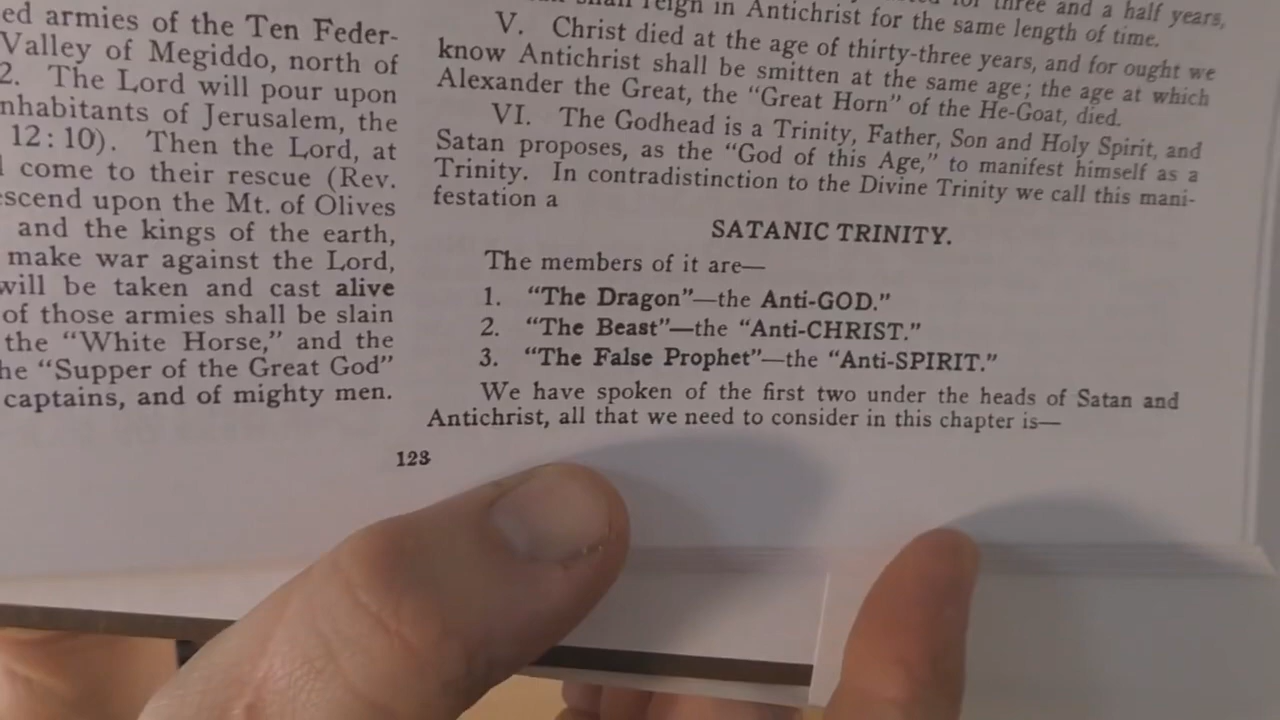 ed armies of the Ten Feder-
Valley of Megiddo, north of
2. The Lord will pour upon
nhabitants of Jerusalem, the
12:10). Then the Lord, at
l come to their rescue (Rev.
scend upon the Mt. of Olives
and the kings of the earth,
make war against the Lord,
will be taken and cast alive
of those armies shall be slain
the "White Horse," and the
he "Supper of the Great God"
captains, and of mighty men.
123
for three and a half years,
shall reign in Antichrist for the same length of time.
V. Christ died at the age of thirty-three years, and for ought we
know Antichrist shall be smitten at the same age; the age at which
Alexander the Great, the "Great Horn" of the He-Goat, died.
VI. The Godhead is a Trinity, Father, Son and Holy Spirit, and
Satan proposes, as the "God of this Age," to manifest himself as a
Trinity. In contradistinction to the Divine Trinity we call this mani-
festation a
SATANIC TRINITY.
The members of it are—
1. "The Dragon"—the Anti-GOD."
2. "The Beast"—the "Anti-CHRIST."
3. "The False Prophet"—the "Anti-SPIRIT."
We have spoken of the first two under the heads of Satan and
Antichrist, all that we need to consider in this chapter is—